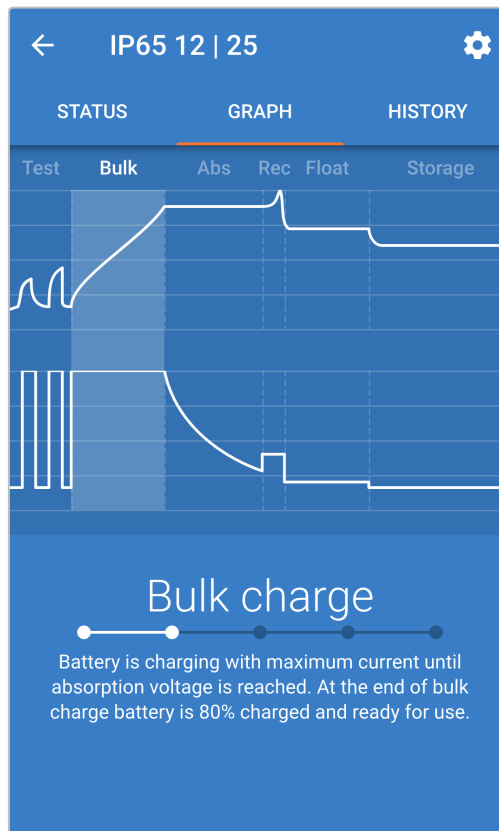 IP65 12 | 25
STATUS GRAPH HISTORY
Test Bulk Abs Rec Float Storage
Bulk charge
Battery is charging with maximum current until
absorption voltage is reached. At the end of bulk
charge battery is 80% charged and ready for use.